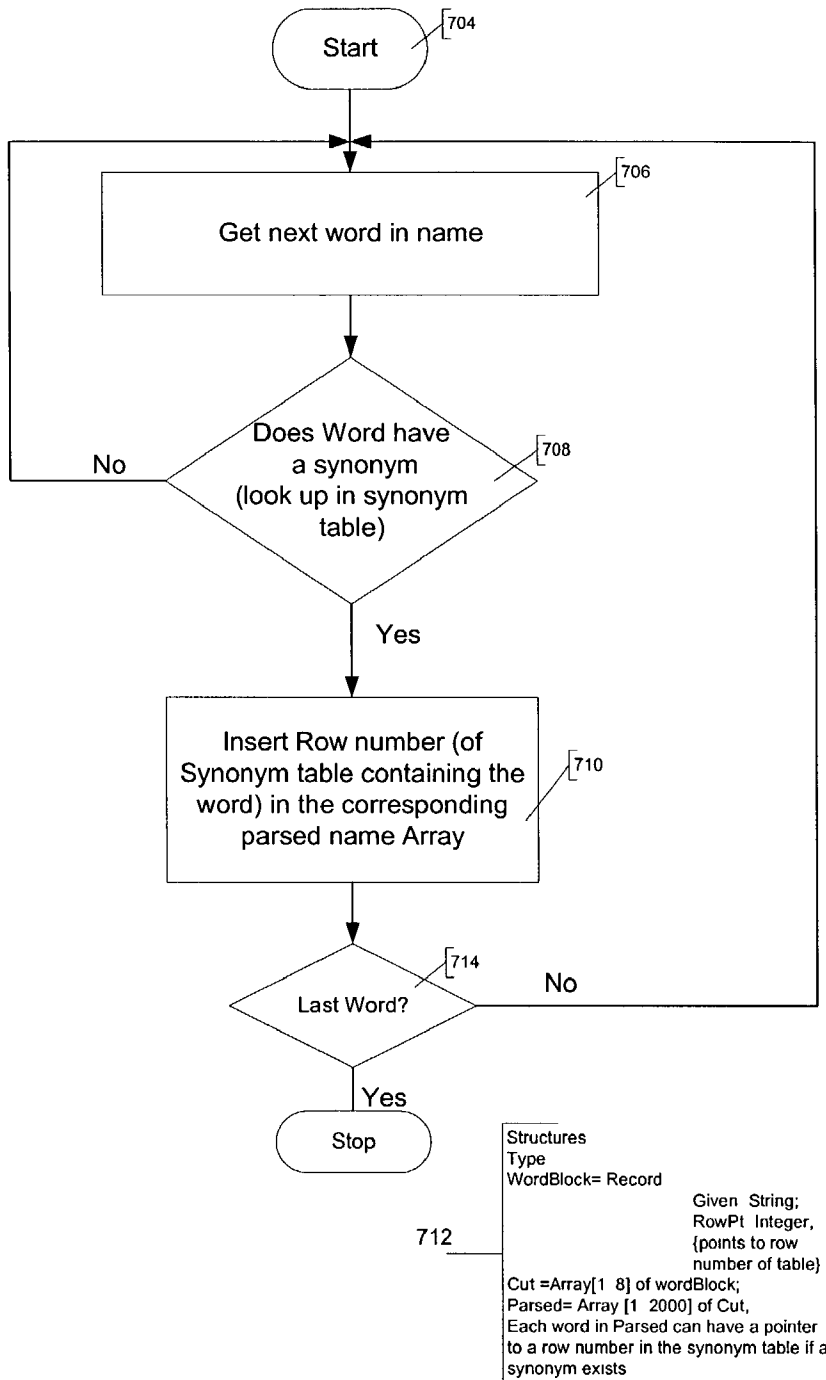 Start
704
706
Get next word in name
Does Word have
a synonym
(look up in synonym
table)
708
No
Yes
Insert Row number (of
Synonym table containing the
word) in the corresponding
parsed name Array
710
714
Last Word?
No
Yes
Stop
712
Structures
Type
WordBlock= Record
Given String;
RowPt Integer,
{points to row
number of table}
Cut =Array[1 8] of wordBlock;
Parsed= Array [1 2000] of Cut,
Each word in Parsed can have a pointer
to a row number in the synonym table if a
synonym exists